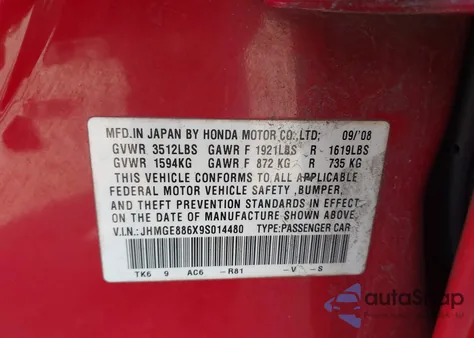 MFD.IN JAPAN BY HONDA MOTOR CO.,LTD; 09/'08
GVWR 3512LBS GAWR F 1921LBS R - 1619LBS
GVWR 1594KG GAWR F 872 KG R 735 KG
THIS VEHICLE CONFORMS TO ALL APPLICABLE
FEDERAL MOTOR VEHICLE SAFETY ,BUMPER,
AND THEFT PREVENTION STANDARDS IN EFFECT
ON THE DATE OF MANUFACTURE SHOWN ABOVE.
V.I.N: JHMGE886X9S014480 TYPE:PASSENGER CAR
TK6 9 AC6 -R81 -V -S
autoSnap